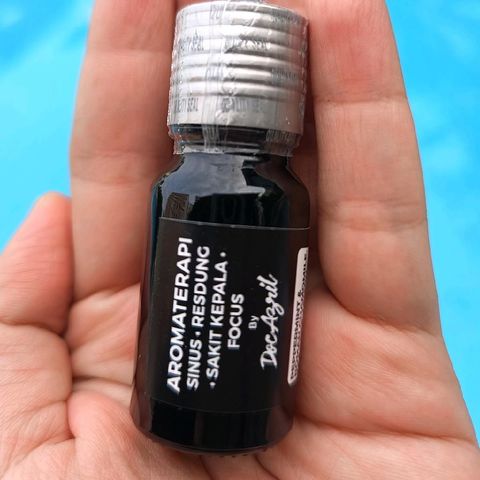 AROMATERAPI
SINUS • RESDUNG
• SAKIT KEPALA •
FOCUS
By
DocAzril